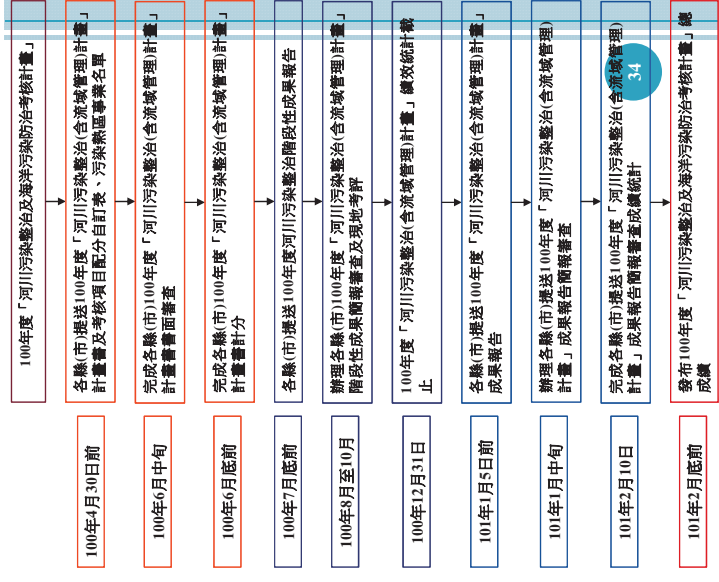 100年度「河川污染整治及海洋污染防治考核計畫」
100年4月30日前
各縣(市)提送100年度「河川污染整治(含流域管理)計畫」
計畫書及考核項目配分自訂表、污染熱區事業名單
100年6月中旬
完成各縣(市)100年度「河川污染整治(含流域管理)計畫」
計畫書書面審查
100年6月底前
完成各縣(市)100年度「河川污染整治(含流域管理)計畫」
計畫書計分
100年7月底前
各縣(市)提送100年度河川污染整治階段性成果報告
100年8月至10月
辦理各縣(市)100年度「河川污染整治(含流域管理)計畫」
階段性成果簡報審查及現地考評
100年12月31日
100年度「河川污染整治(含流域管理)計畫」績效統計截
止
101年1月5日前
各縣(市)提送100年度「河川污染整治(含流域管理)計畫」
成果報告
101年1月中旬
辦理各縣(市)提送100年度「河川污染整治(含流域管理)
計畫」成果報告簡報審查
101年2月10日
完成各縣(市)提送100年度「河川污染整治(含流域管理)
計畫」成果報告簡報審查成績統計
101年2月底前
發布100年度「河川污染整治及海洋污染防治考核計畫」總
成績
34